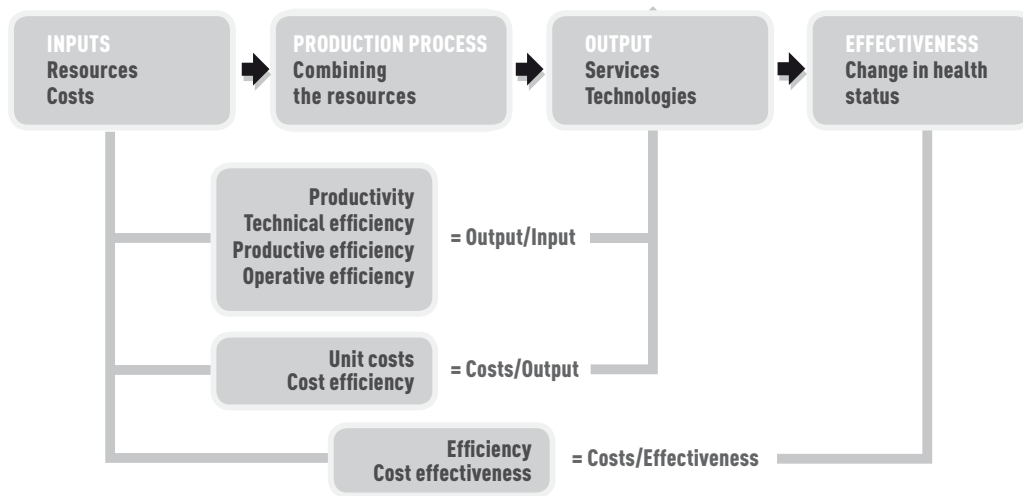 INPUTS
Resources
Costs
PRODUCTION PROCESS
Combining
the resources
OUTPUT
Services
Technologies
EFFECTIVENESS
Change in health
status
Productivity
Technical efficiency
Productive efficiency
Operative efficiency
= Output/Input
Unit costs
Cost efficiency
= Costs/Output
Efficiency
Cost effectiveness
= Costs/Effectiveness